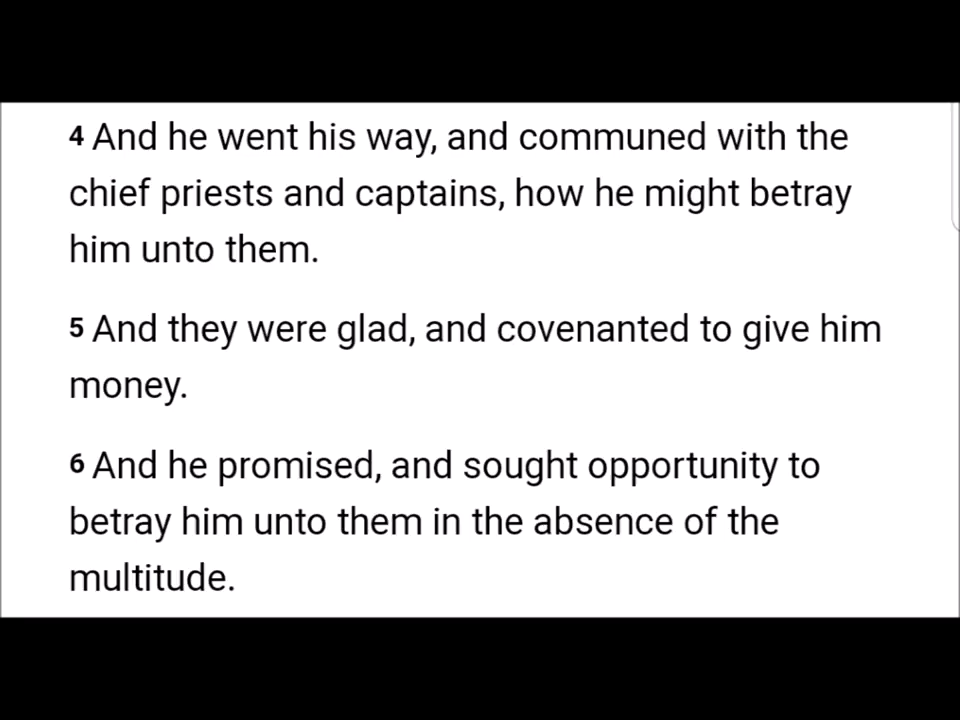 4 And he went his way, and communed with the
chief priests and captains, how he might betray
him unto them.
5 And they were glad, and covenanted to give him
money.
6 And he promised, and sought opportunity to
betray him unto them in the absence of the
multitude.